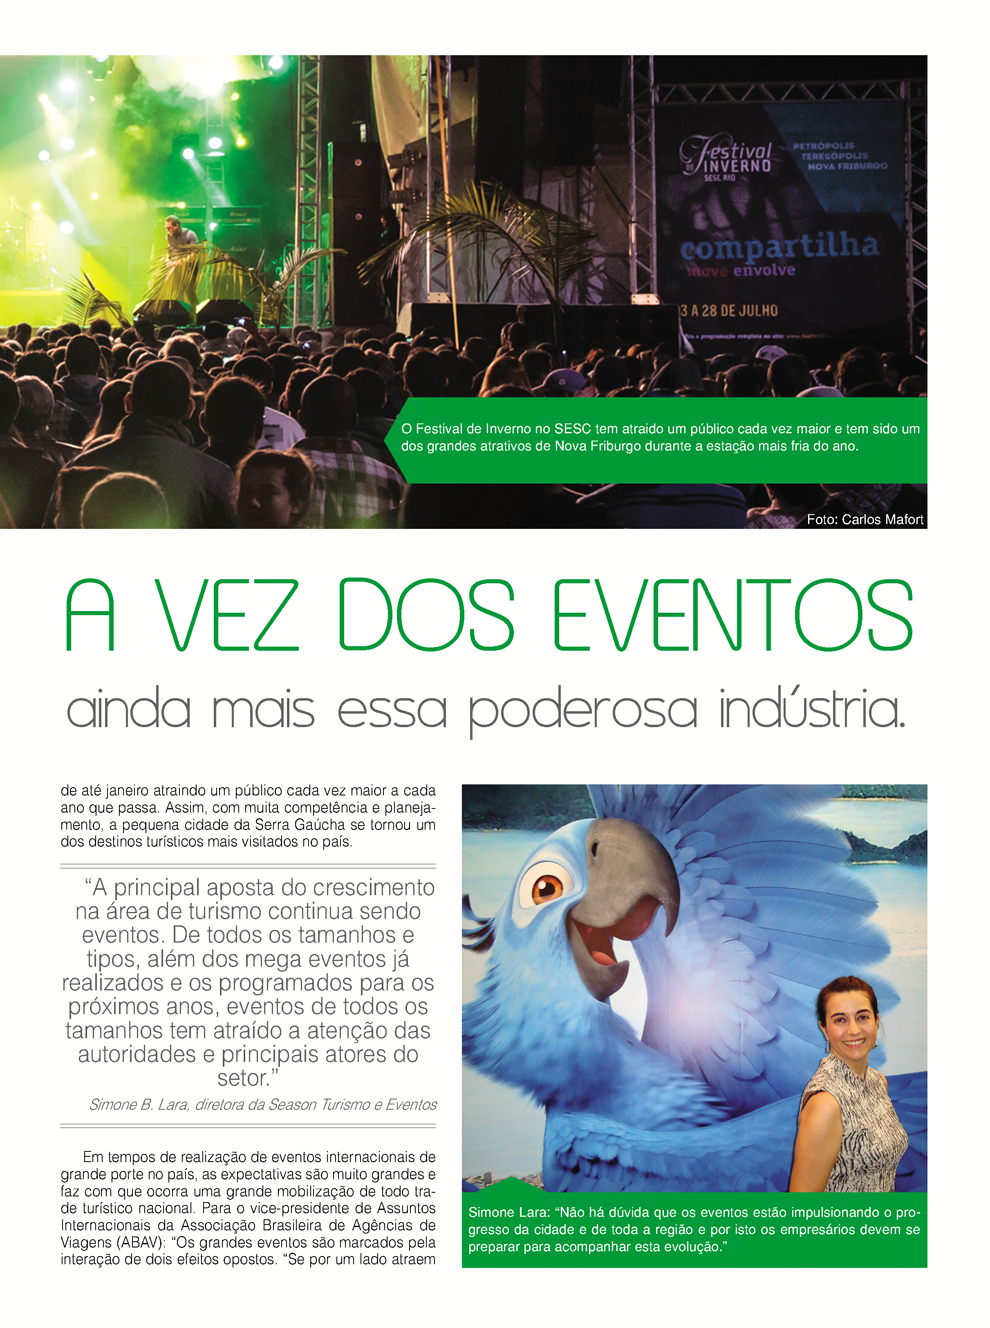 Festival
DE INVERNO
SESC RIO
PETRÓPOLIS
TERESÓPOLIS
NOVA FRIBURGO
compartilha
move envolve
3 A 28 DE JULHO
programação completa no site:
O Festival de Inverno no SESC tem atraido um público cada vez maior e tem sido um
dos grandes atrativos de Nova Friburgo durante a estação mais fria do ano.
Foto: Carlos Mafort
A VEZ DOS EVENTOS
ainda mais essa poderosa indústria.
de até janeiro atraindo um público cada vez maior a cada
ano que passa. Assim, com muita competência e planeja-
mento, a pequena cidade da Serra Gaúcha se tornou um
dos destinos turísticos mais visitados no país.
“A principal aposta do crescimento
na área de turismo continua sendo
eventos. De todos os tamanhos e
tipos, além dos mega eventos já
realizados e os programados para os
próximos anos, eventos de todos os
tamanhos tem atraído a atenção das
autoridades e principais atores do
setor.”
Simone B. Lara, diretora da Season Turismo e Eventos
Em tempos de realização de eventos internacionais de
grande porte no país, as expectativas são muito grandes e
faz com que ocorra uma grande mobilização de todo tra-
de turístico nacional. Para o vice-presidente de Assuntos
Internacionais da Associação Brasileira de Agências de
Viagens (ABAV): “Os grandes eventos são marcados pela
interação de dois efeitos opostos. “Se por um lado atraem
Simone Lara: “Não há dúvida que os eventos estão impulsionando o pro-
gresso da cidade e de toda a região e por isto os empresários devem se
preparar para acompanhar esta evolução.”